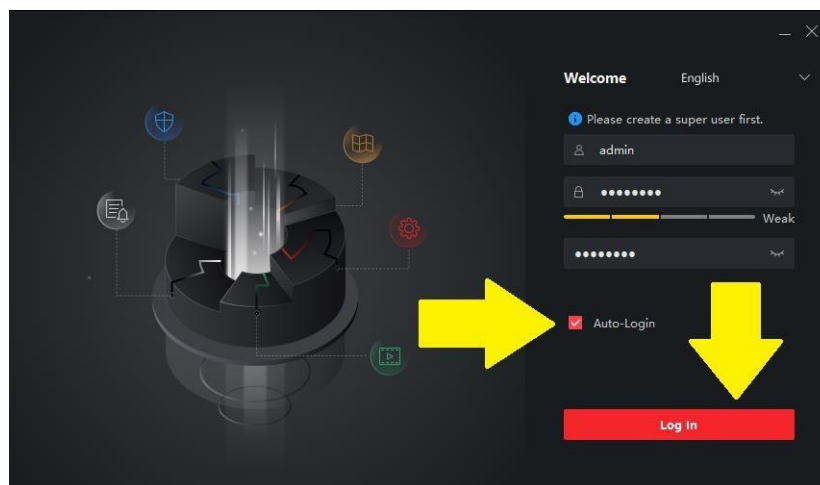 Welcome English
Please create a super user first.
admin
Weak
Auto-Login
Log In